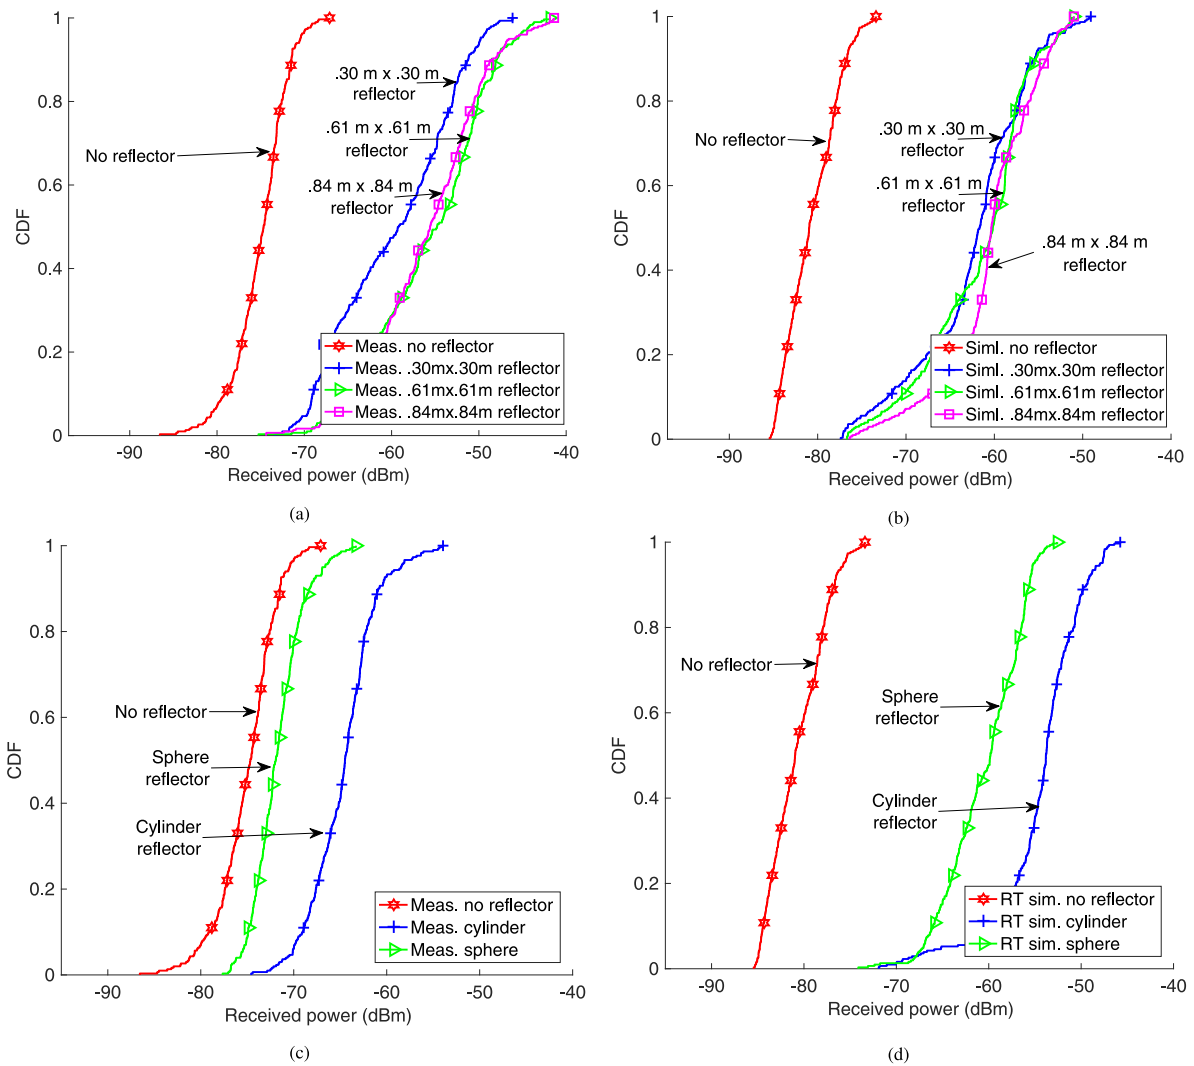 1
0.8
0.6
0.4
0.2
0
CDF
-90
-80
-70
-60
-50
-40
Received power (dBm)
No reflector
.30 m x .30 m
reflector
.61 m x .61 m
reflector
.84 m x .84 m
reflector
Meas. no reflector
Meas. .30mx.30m reflector
Meas. .61mx.61m reflector
Meas. .84mx.84m reflector
(a)
1
0.8
0.6
0.4
0.2
0
CDF
-90
-80
-70
-60
-50
-40
Received power (dBm)
No reflector
.30 m x .30 m
reflector
.61 m x .61 m
reflector
.84 m x .84 m
reflector
Siml. no reflector
Siml. .30mx.30m reflector
Siml. .61mx.61m reflector
Siml. .84mx.84m reflector
(b)
1
0.8
0.6
0.4
0.2
0
CDF
-90
-80
-70
-60
-50
-40
Received power (dBm)
No reflector
Sphere
reflector
Cylinder
reflector
Meas. no reflector
Meas. cylinder
Meas. sphere
(c)
1
0.8
0.6
0.4
0.2
0
CDF
-90
-80
-70
-60
-50
-40
Received power (dBm)
No reflector
Sphere
reflector
Cylinder
reflector
RT sim. no reflector
RT sim. cylinder
RT sim. sphere
(d)